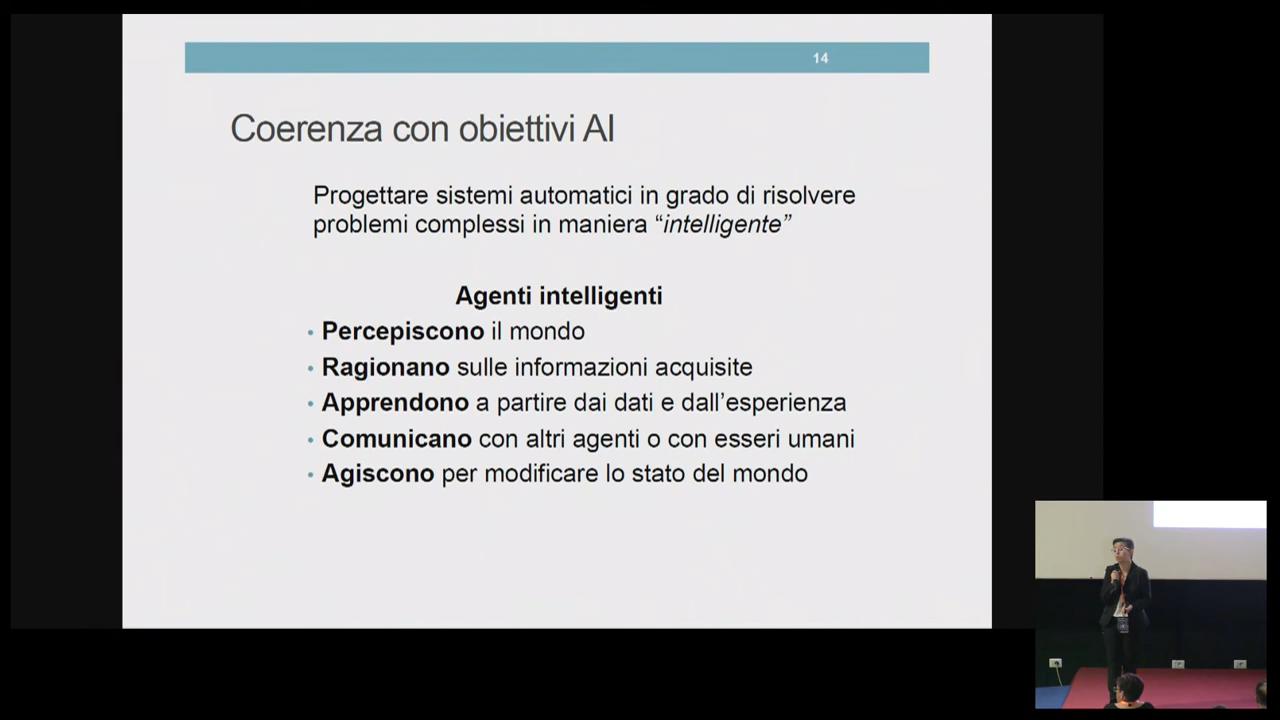 14
Coerenza con obiettivi AI
Progettare sistemi automatici in grado di risolvere
problemi complessi in maniera “intelligente”
Agenti intelligenti
• Percepiscono il mondo
• Ragionano sulle informazioni acquisite
• Apprendono a partire dai dati e dall’esperienza
• Comunicano con altri agenti o con esseri umani
• Agiscono per modificare lo stato del mondo